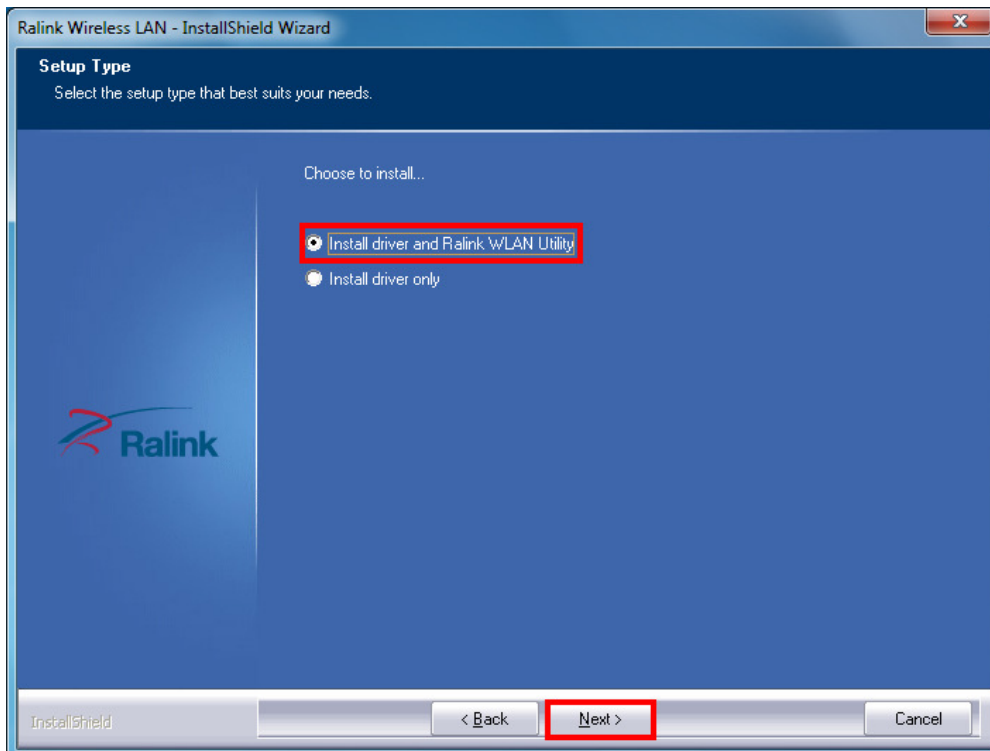 Ralink Wireless LAN - InstallShield Wizard
Setup Type
Select the setup type that best suits your needs.
Choose to install...
Install driver and Ralink WLAN Utility
Install driver only
Ralink
InstallShield
< Back
Next >
Cancel